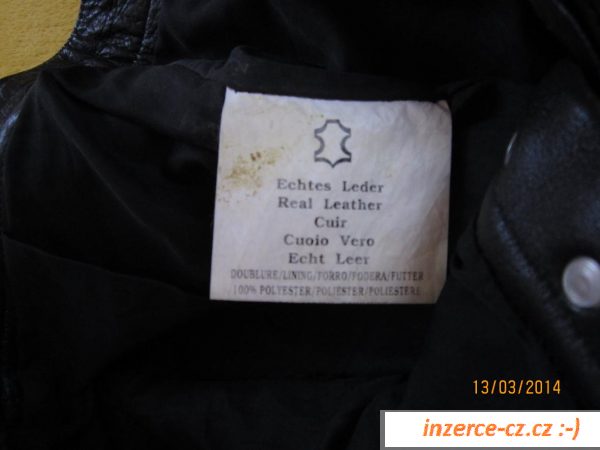 Echtes Leder
Real Leather
Cuir
Cuoio Vero
Echt Leer
DOUBLURE/LINING/FORRO/FODERA/FUTTER
100% POLYESTER/POLIESTER/POLIESTERE
13/03/2014
inzerce-cz.cz :-)